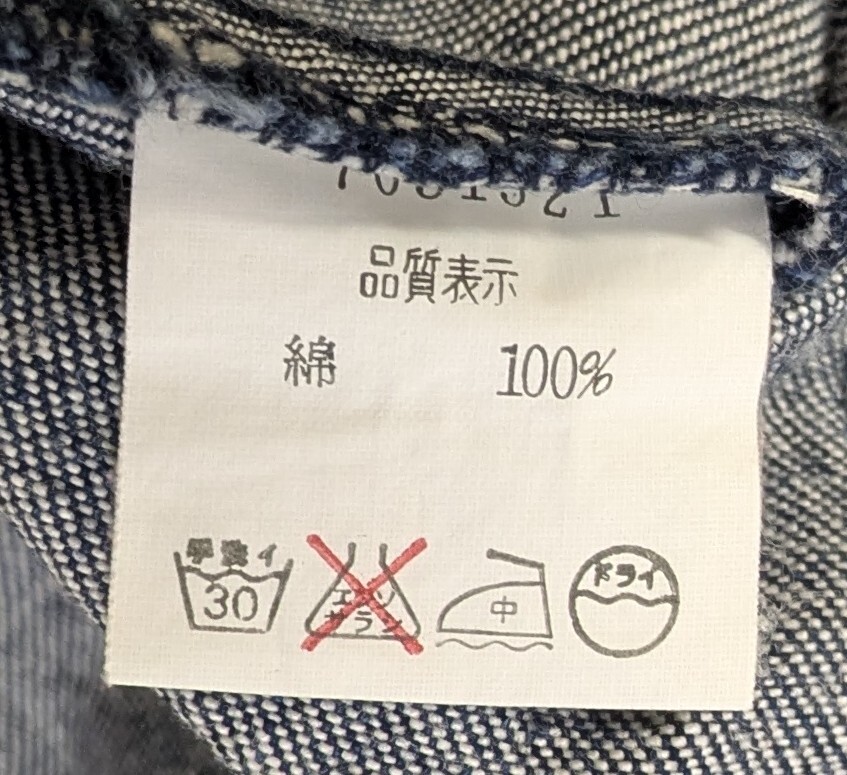 品質表示
綿 100%
手洗イ 30 エンソサラシ 中 ドライ